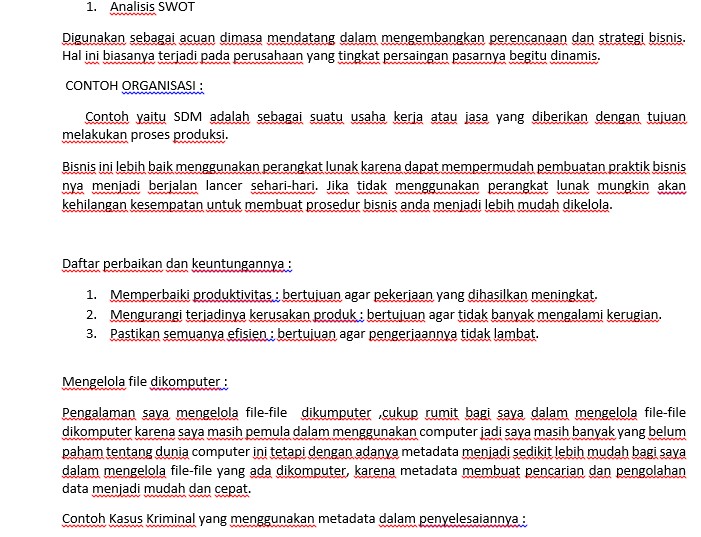 1. Analisis SWOT
Digunakan sebagai acuan dimasa mendatang dalam mengembangkan perencanaan dan strategi bisnis.
Hal ini biasanya terjadi pada perusahaan yang tingkat persaingan pasarnya begitu dinamis.
CONTOH ORGANISASI :
Contoh yaitu SDM adalah sebagai suatu usaha kerja atau jasa yang diberikan dengan tujuan
melakukan proses produksi.
Bisnis ini lebih baik menggunakan perangkat lunak karena dapat mempermudah pembuatan praktik bisnis
nya menjadi berjalan lancer sehari-hari. Jika tidak menggunakan perangkat lunak mungkin akan
kehilangan kesempatan untuk membuat prosedur bisnis anda menjadi lebih mudah dikelola.
Daftar perbaikan dan keuntungannya :
1. Memperbaiki produktivitas : bertujuan agar pekerjaan yang dihasilkan meningkat.
2. Mengurangi terjadinya kerusakan produk : bertujuan agar tidak banyak mengalami kerugian.
3. Pastikan semuanya efisien : bertujuan agar pengerjaannya tidak lambat.
Mengelola file dikomputer :
Pengalaman saya mengelola file-file dikumputer ,cukup rumit bagi saya dalam mengelola file-file
dikomputer karena saya masih pemula dalam menggunakan computer jadi saya masih banyak yang belum
paham tentang dunia computer ini tetapi dengan adanya metadata menjadi sedikit lebih mudah bagi saya
dalam mengelola file-file yang ada dikomputer, karena metadata membuat pencarian dan pengolahan
data menjadi mudah dan cepat.
Contoh Kasus Kriminal yang menggunakan metadata dalam penyelesaiannya :